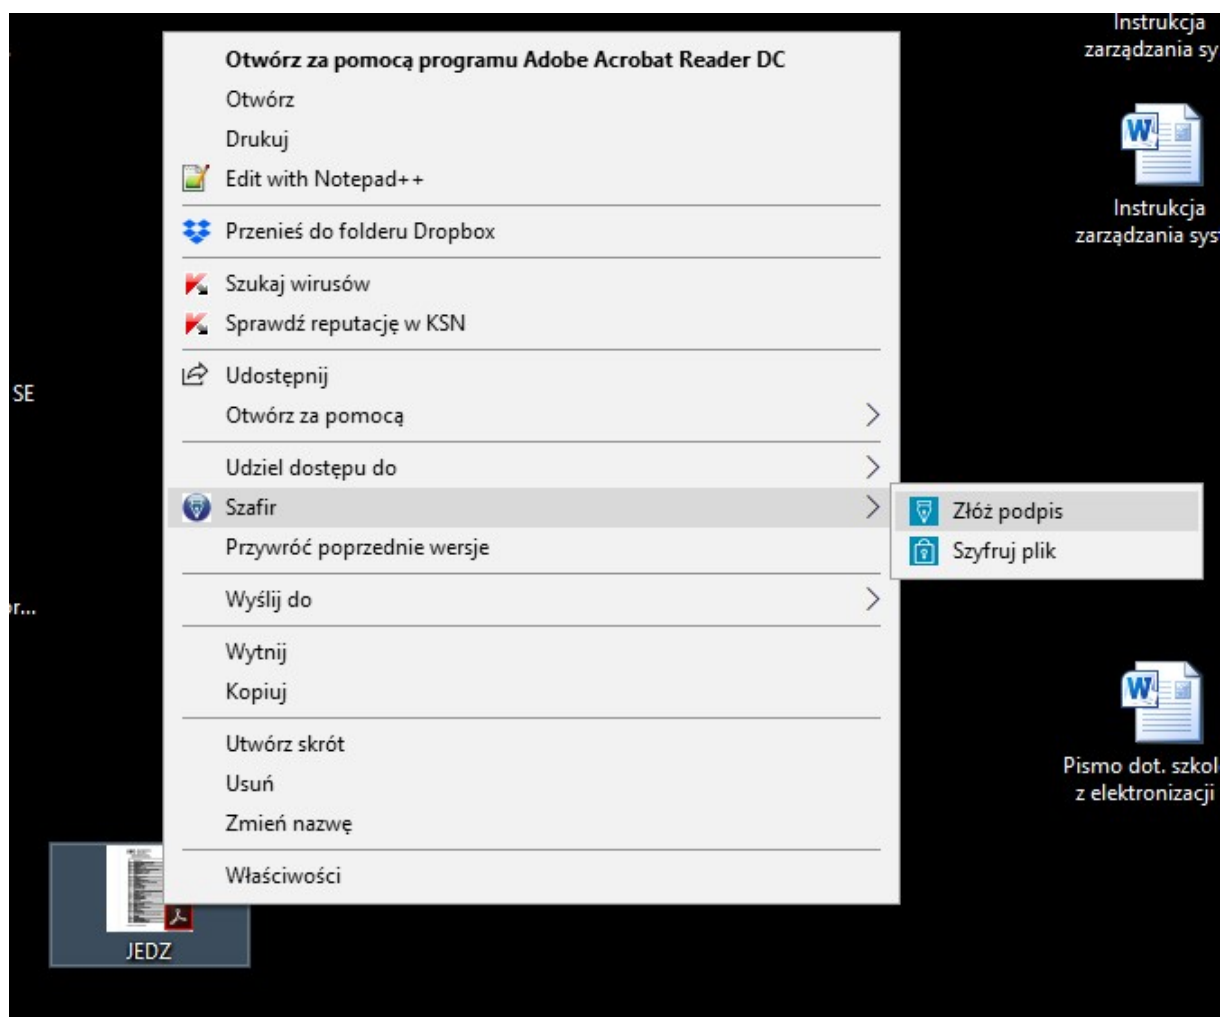 Instrukcja
zarządzania sy
Otwórz za pomocą programu Adobe Acrobat Reader DC
Otwórz
Drukuj
Edit with Notepad++
Przenieś do folderu Dropbox
Szukaj wirusów
Sprawdź reputację w KSN
Udostępnij
Otwórz za pomocą
Udziel dostępu do
Szafir
Przywróć poprzednie wersje
Wyślij do
Wytnij
Kopiuj
Utwórz skrót
Usuń
Zmień nazwę
Właściwości
Złóż podpis
Szyfruj plik
SE
r...
Instrukcja
zarządzania sys
Pismo dot. szkol
z elektronizacji
JEDZ